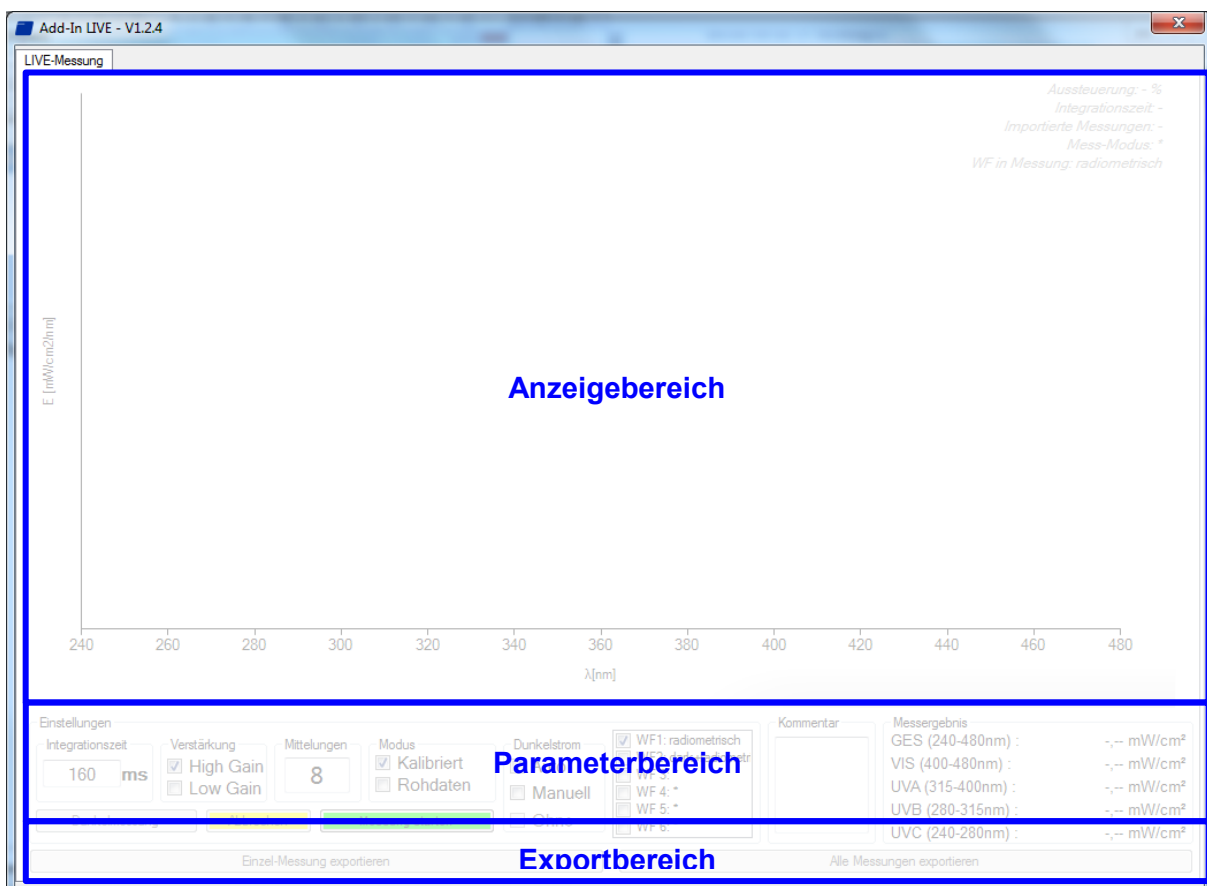 Add-In LIVE - V1.2.4
x
LIVE-Messung
Aussteuerung: - %
Integrationszeit: -
Importierte Messungen: -
Mess-Modus: *
WF in Messung: radiometrisch
E [mW/cm2/nm]
Anzeigebereich
240 260 280 300 320 340 360 380 400 420 440 460 480
λ[nm]
Einstellungen
Integrationszeit
160 ms
Verstärkung
High Gain
Low Gain
Mittelungen
8
Modus
Kalibriert
Rohdaten
Dunkelstrom
Manuell
WF1: radiometrisch
WF 4: *
WF 5: *
WF 6:
Parameterbereich
Kommentar
Messergebnis
GES (240-480nm) : -,-- mW/cm²
VIS (400-480nm) : -,-- mW/cm²
UVA (315-400nm) : -,-- mW/cm²
UVB (280-315nm) : -,-- mW/cm²
UVC (240-280nm) : -,-- mW/cm²
Exportbereich
Einzel-Messung exportieren
Alle Messungen exportieren